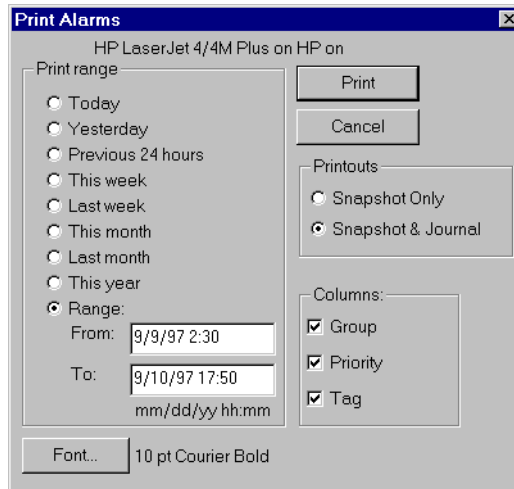 Print Alarms
HP LaserJet 4/4M Plus on HP on
Print range
Today
Yesterday
Previous 24 hours
This week
Last week
This month
Last month
This year
Range:
From: 9/9/97 2:30
To: 9/10/97 17:50
mm/dd/yy hh:mm
Print
Cancel
Printouts
Snapshot Only
Snapshot & Journal
Columns:
Group
Priority
Tag
Font... 10 pt Courier Bold